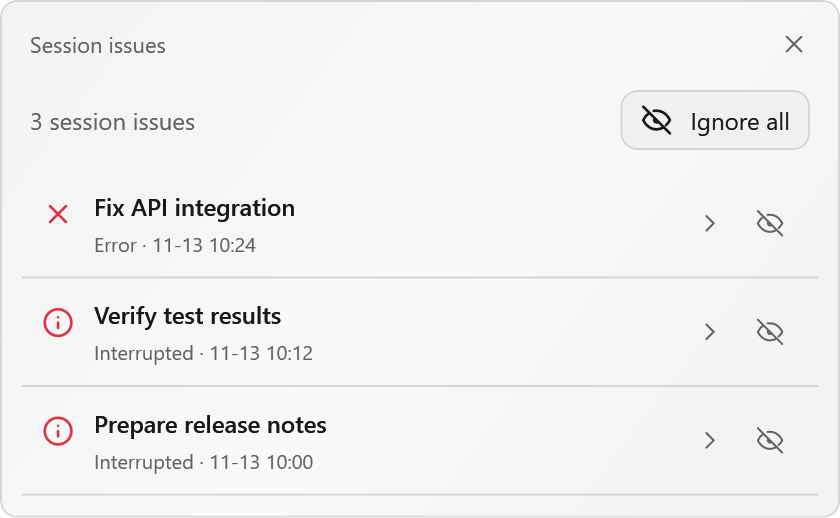 Session issues
3 session issues
Ignore all
Fix API integration
Error · 11-13 10:24
Verify test results
Interrupted · 11-13 10:12
Prepare release notes
Interrupted · 11-13 10:00